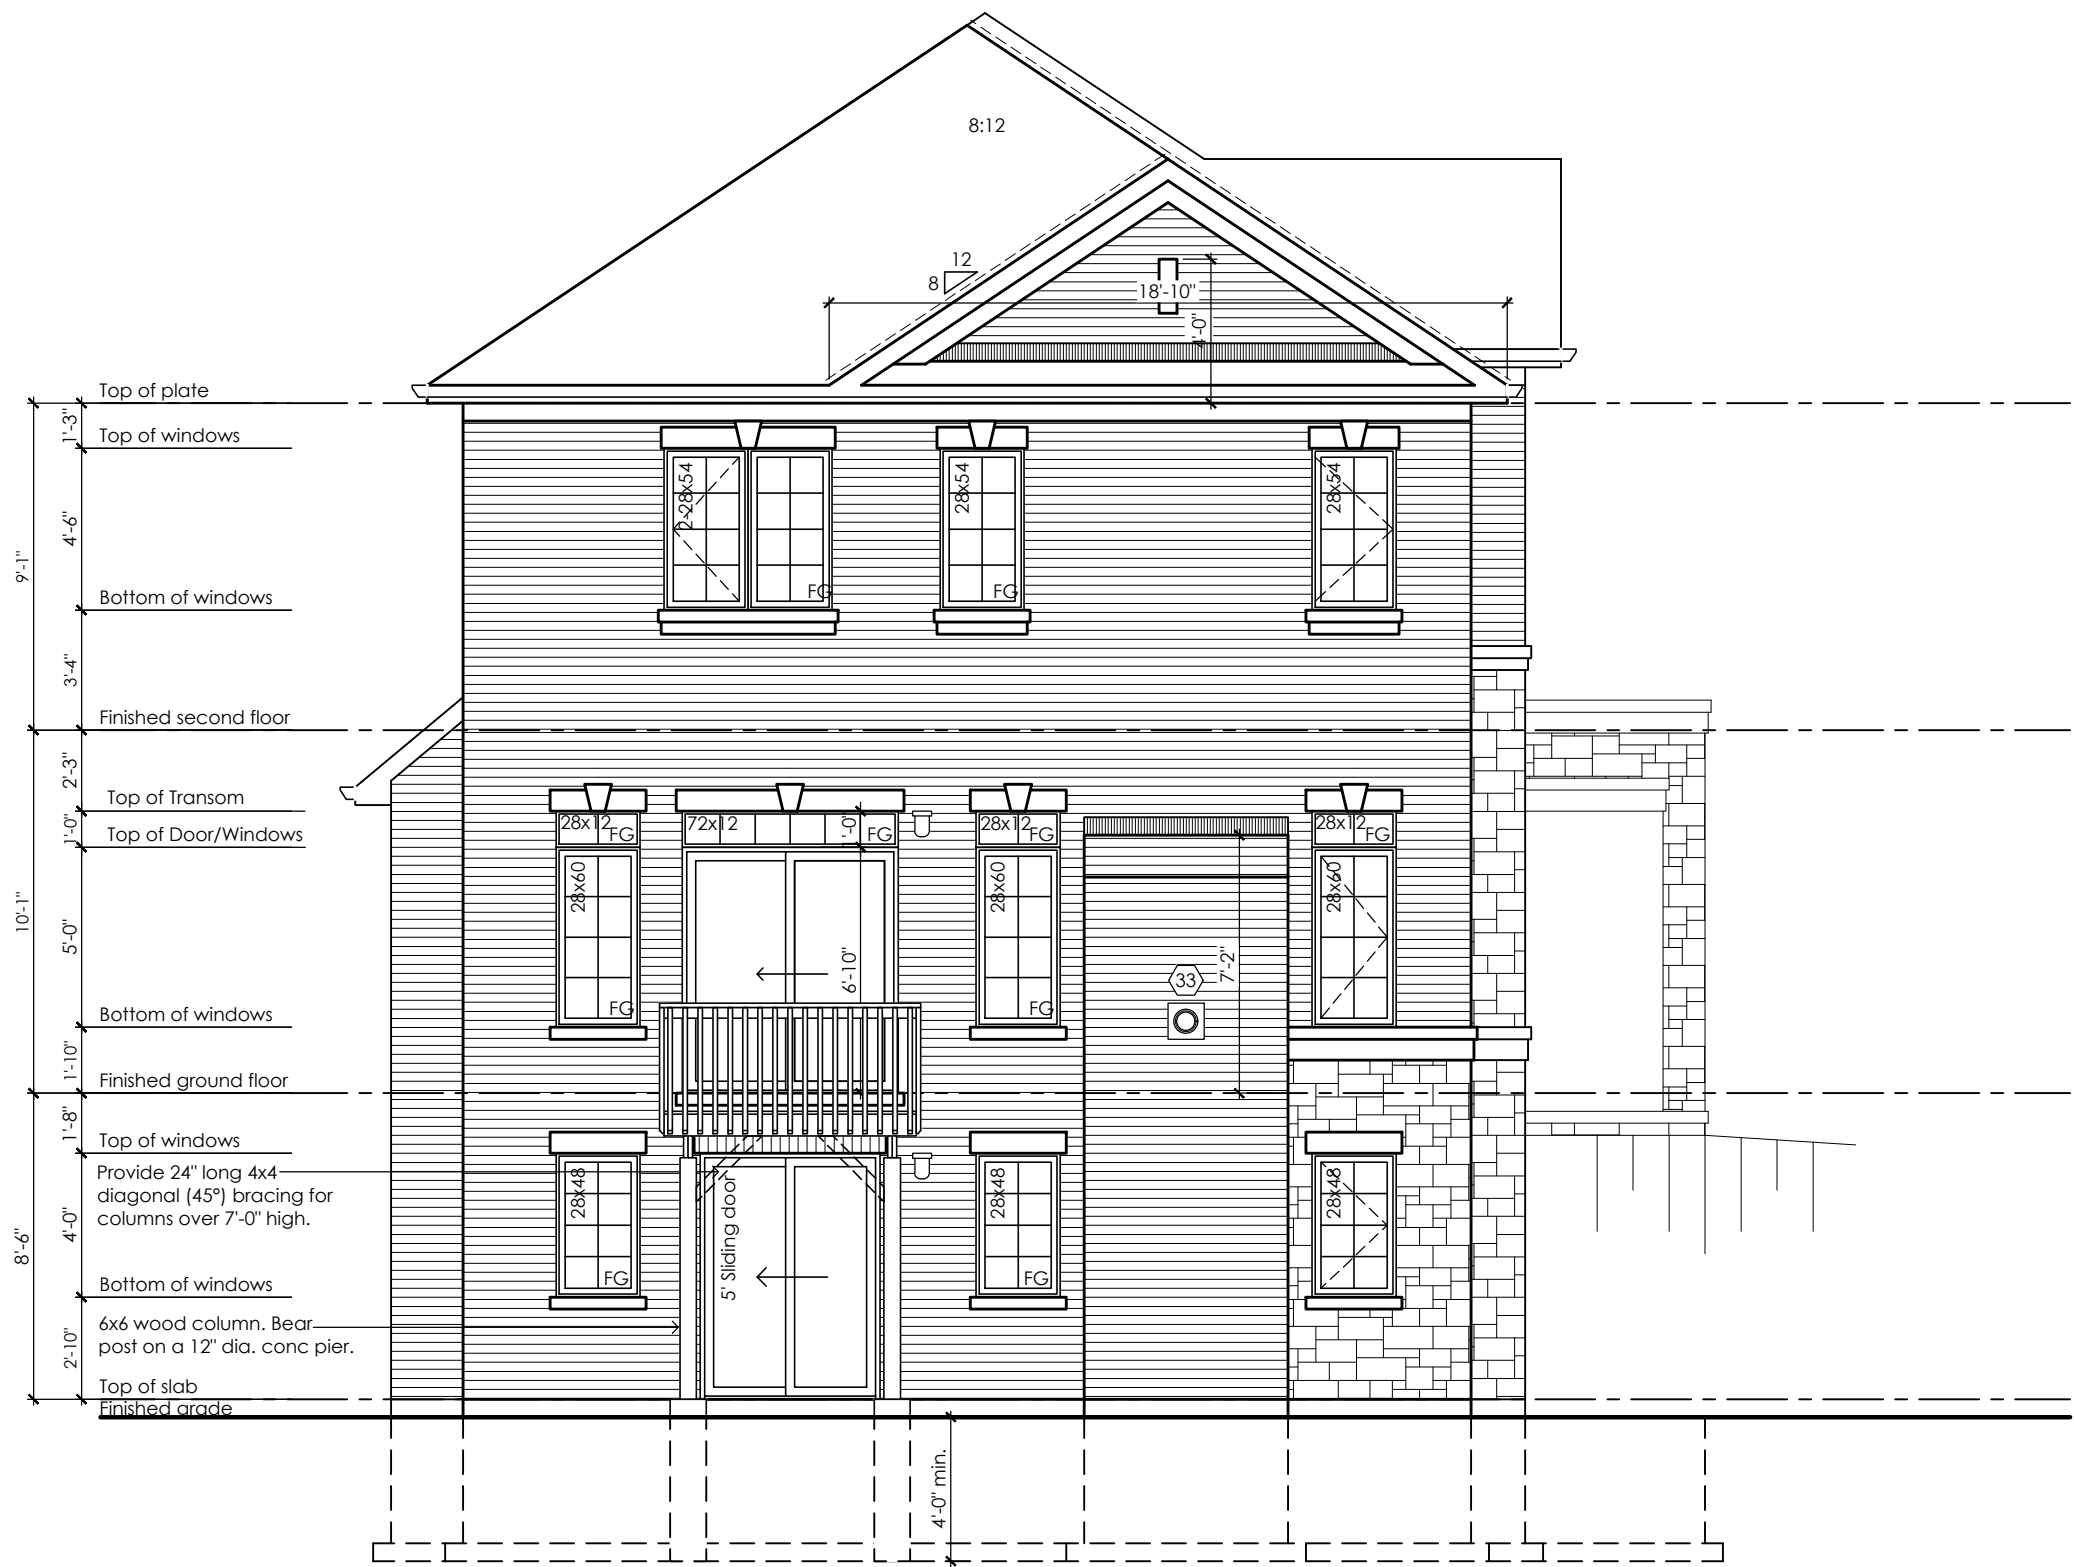 8:12
12
8
18'-10"
4'-0"
Top of plate
1'-3"
Top of windows
2-28x54
28x54
28x54
4'-6"
9'-1"
FG
FG
Bottom of windows
3'-4"
Finished second floor
2'-3"
Top of Transom
28x12
FG
72x12
FG
1'-0"
28x12
FG
28x12
FG
1'-0"
Top of Door/Windows
28x60
28x60
28x60
10'-1"
5'-0"
6'-10"
7'-2"
33
FG
FG
Bottom of windows
1'-10"
Finished ground floor
1'-8"
Top of windows
Provide 24" long 4x4
diagonal (45°) bracing for
columns over 7'-0" high.
28x48
5' Sliding door
28x48
28x48
4'-0"
8'-6"
FG
FG
Bottom of windows
6x6 wood column. Bear
post on a 12" dia. conc pier.
2'-10"
Top of slab
Finished grade
4'-0" min.